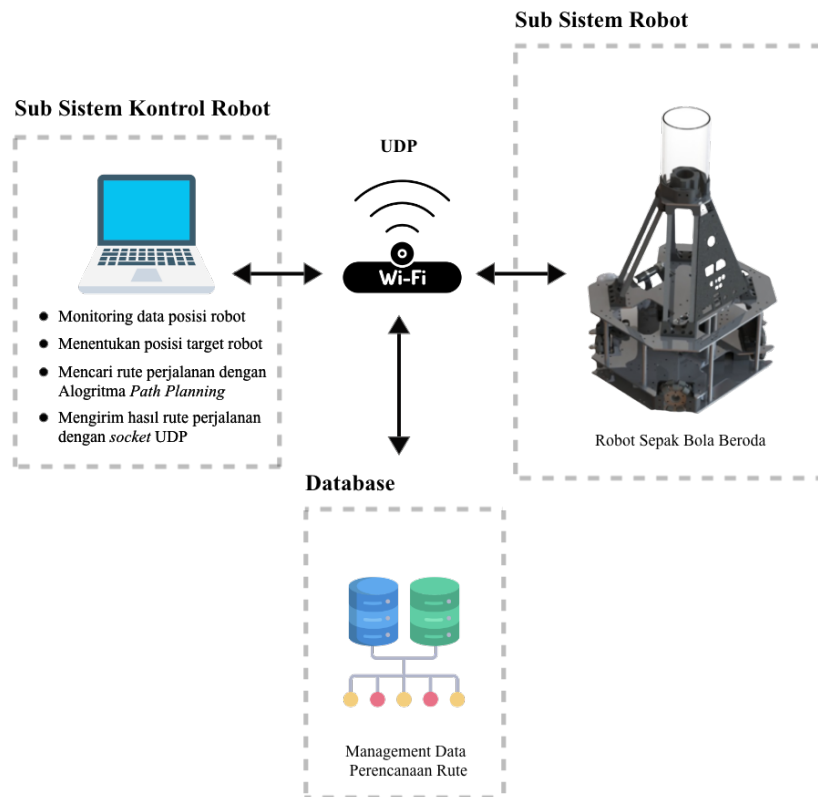 Sub Sistem Robot
Sub Sistem Kontrol Robot
UDP
Wi-Fi
Monitoring data posisi robot
Menentukan posisi target robot
Mencari rute perjalanan dengan
Alogritma Path Planning
Mengirim hasil rute perjalanan
dengan socket UDP
Robot Sepak Bola Beroda
Database
Management Data
Perencanaan Rute